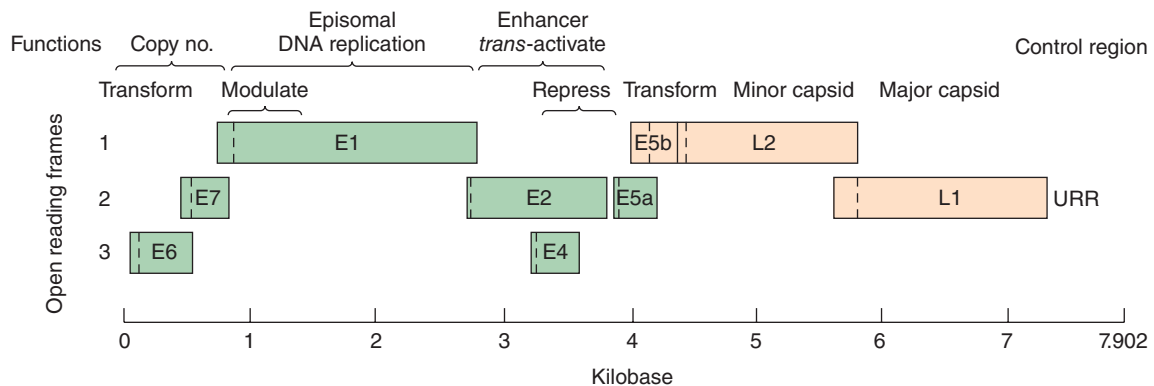 Episomal
Enhancer
Functions
Copy no.
DNA replication
trans-activate
Control region
Transform
Modulate
Repress
Transform
Minor capsid
Major capsid
Open reading frames
1
E1
E5b
L2
2
E7
E2
E5a
L1
URR
3
E6
E4
0
1
2
3
4
5
6
7
7.902
Kilobase